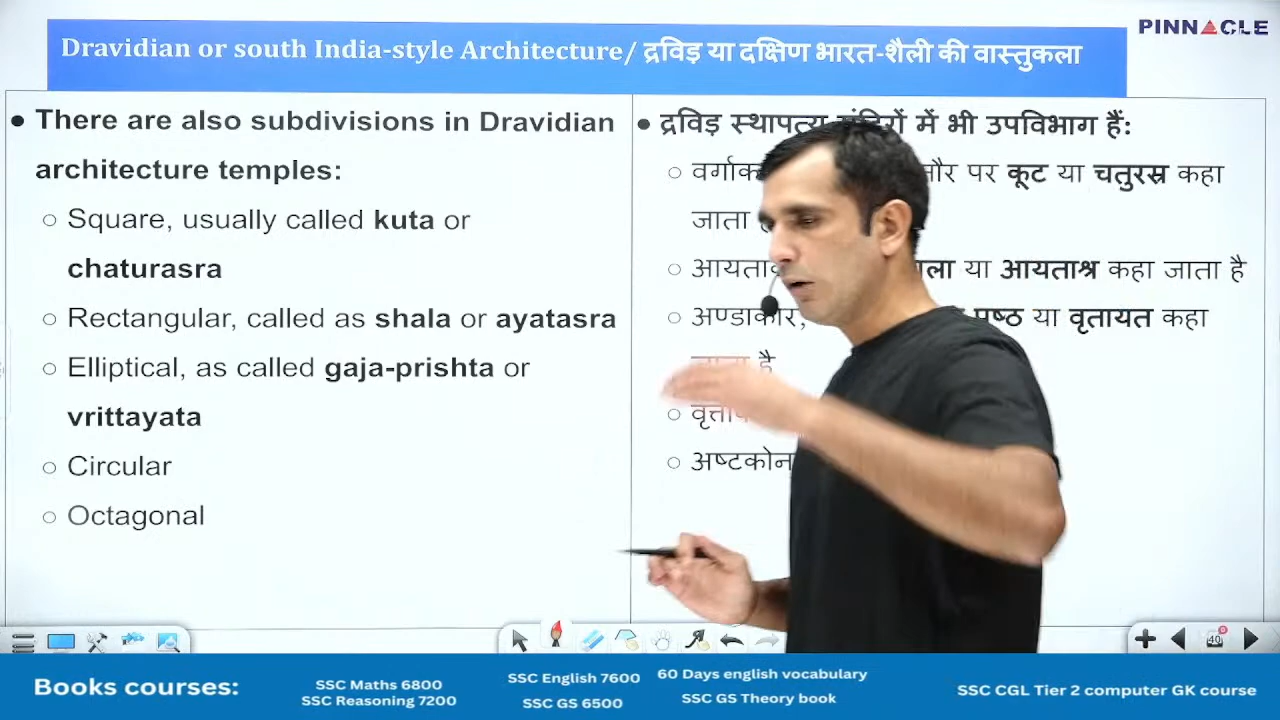 Dravidian or south India-style Architecture/ द्रविड़ या दक्षिण भारत-शैली की वास्तुकला
PINNACLE
There are also subdivisions in Dravidian
architecture temples:
Square, usually called kuta or
chaturasra
Rectangular, called as shala or ayatasra
Elliptical, as called gaja-prishta or
vrittayata
Circular
Octagonal
द्रविड़ स्थापत्य में भी उपविभाग हैं:
पर कूट या चतुरस्र कहा
जाता
या आयताश्र कहा जाता है
अण्डाकार, या वृतायत कहा
है
40
Books courses:
SSC Maths 6800
SSC Reasoning 7200
SSC English 7600
SSC GS 6500
60 Days english vocabulary
SSC GS Theory book
SSC CGL Tier 2 computer GK course